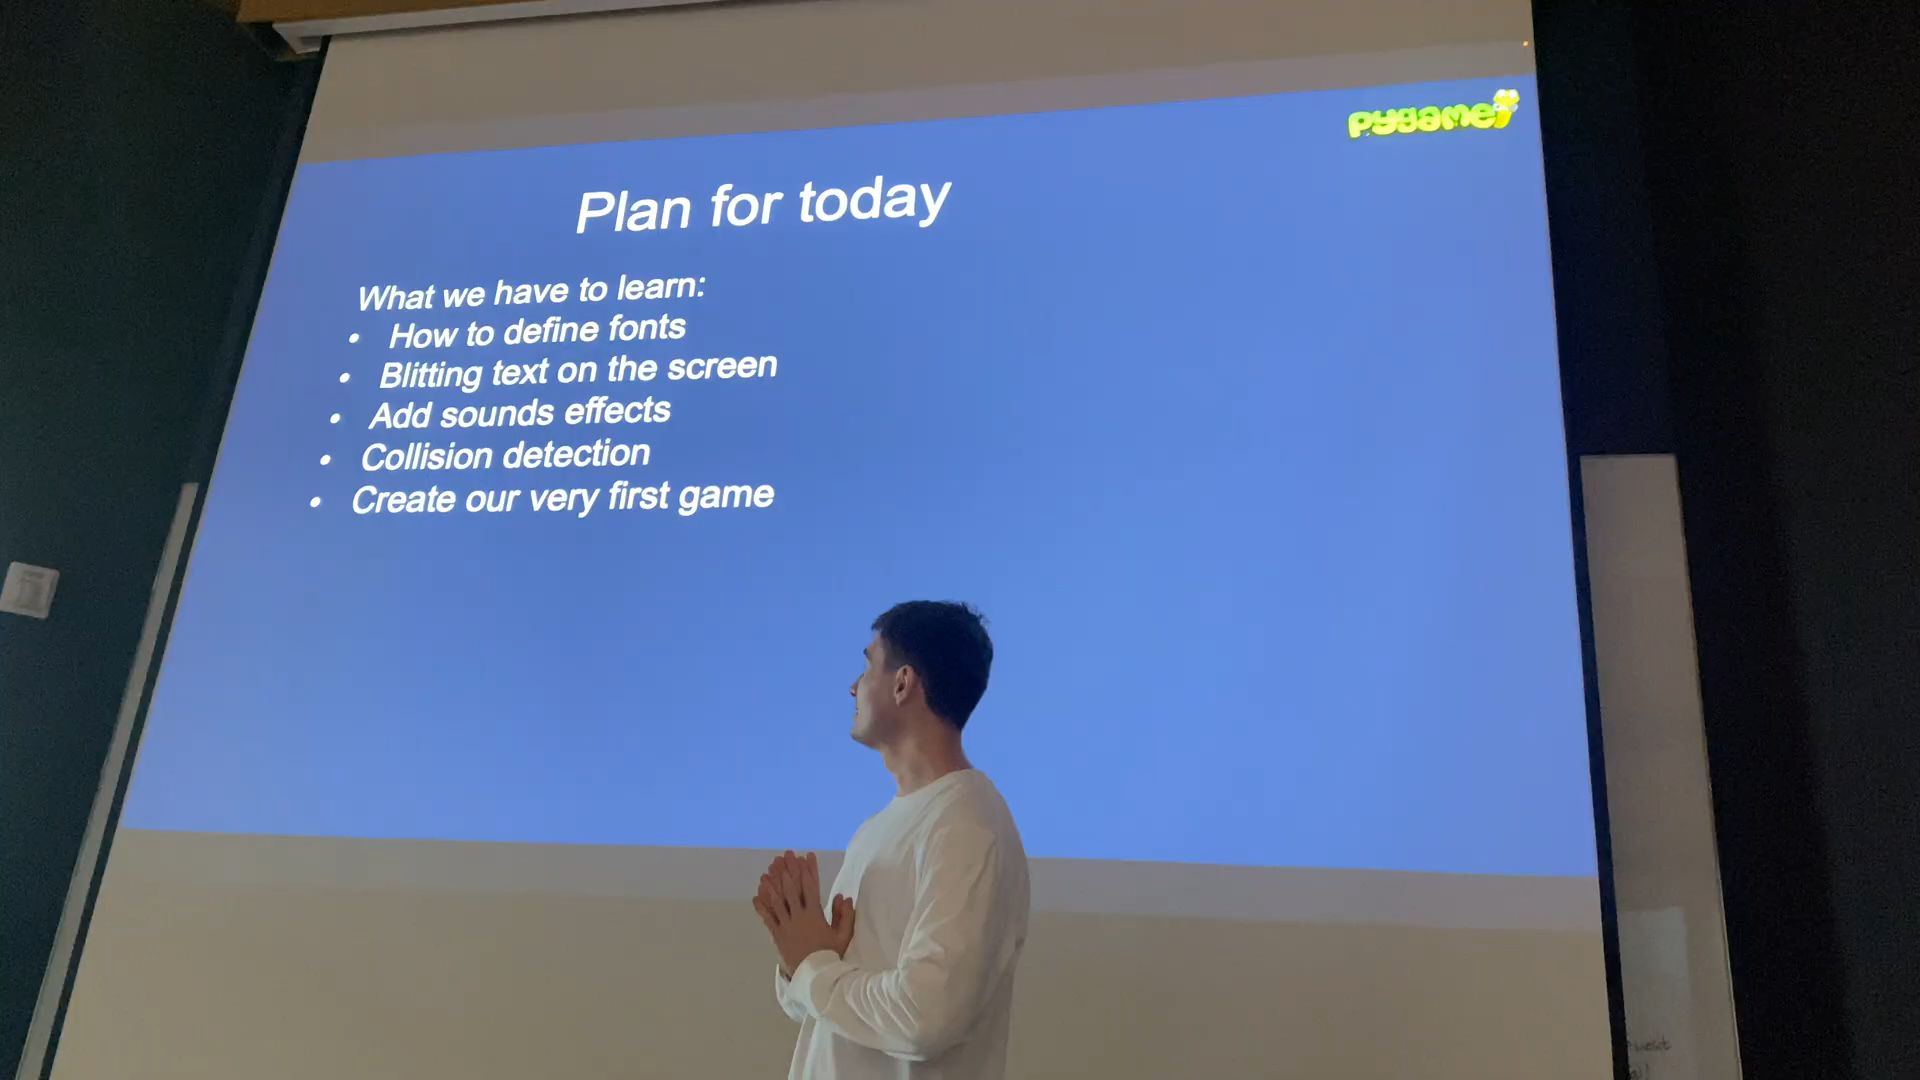 pygame
Plan for today
What we have to learn:
• How to define fonts
• Blitting text on the screen
• Add sounds effects
• Collision detection
• Create our very first game